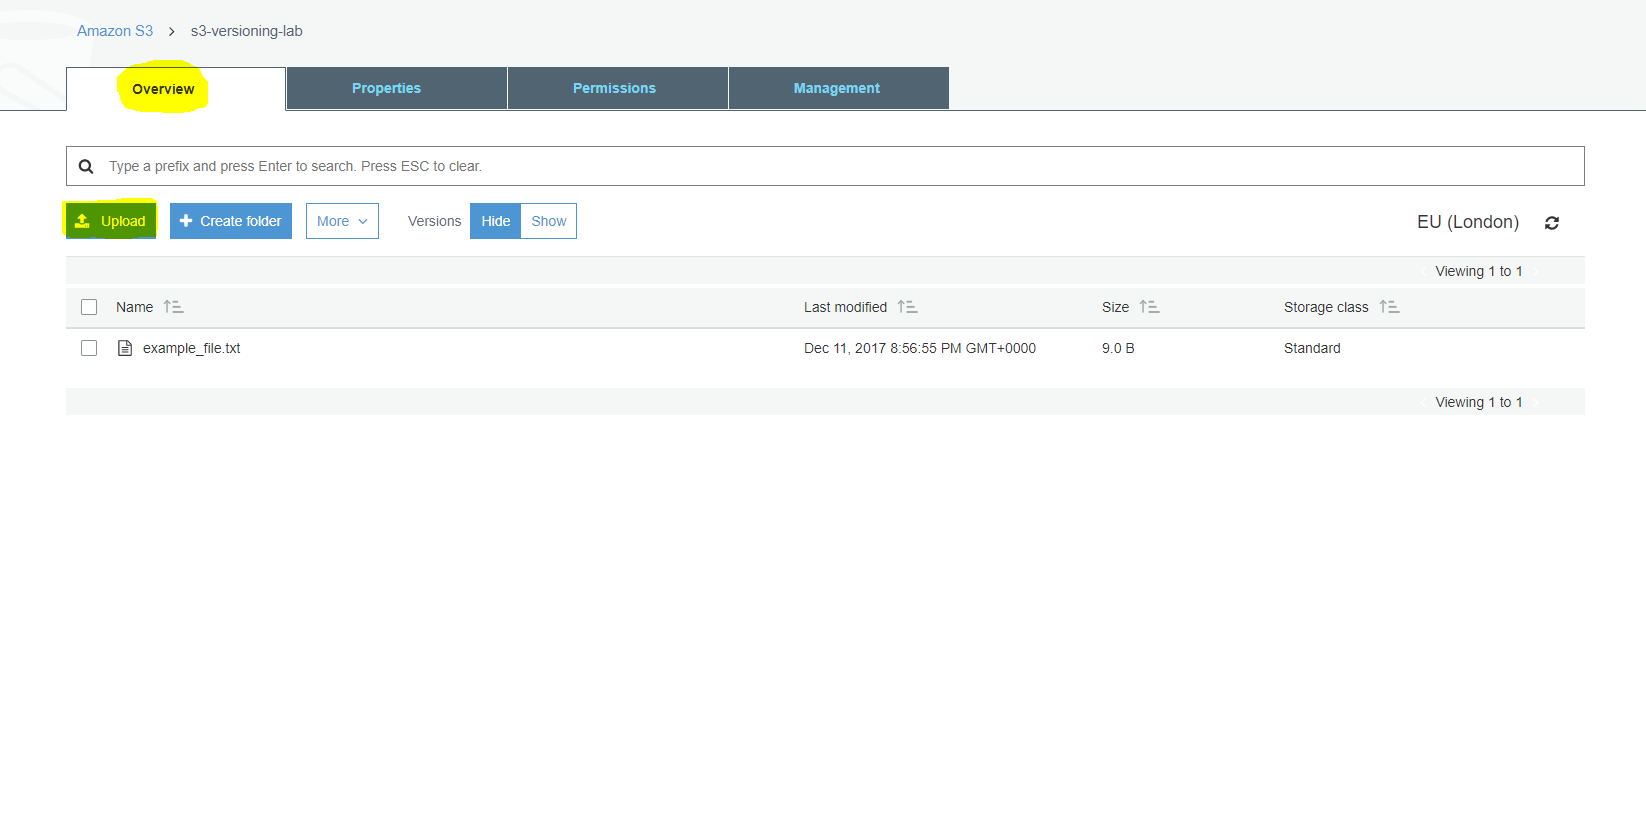 Amazon S3 > s3-versioning-lab
Overview Properties Permissions Management
Type a prefix and press Enter to search. Press ESC to clear.
Upload Create folder More Versions Hide Show EU (London)
Viewing 1 to 1
Name Last modified Size Storage class
example_file.txt Dec 11, 2017 8:56:55 PM GMT+0000 9.0 B Standard
Viewing 1 to 1